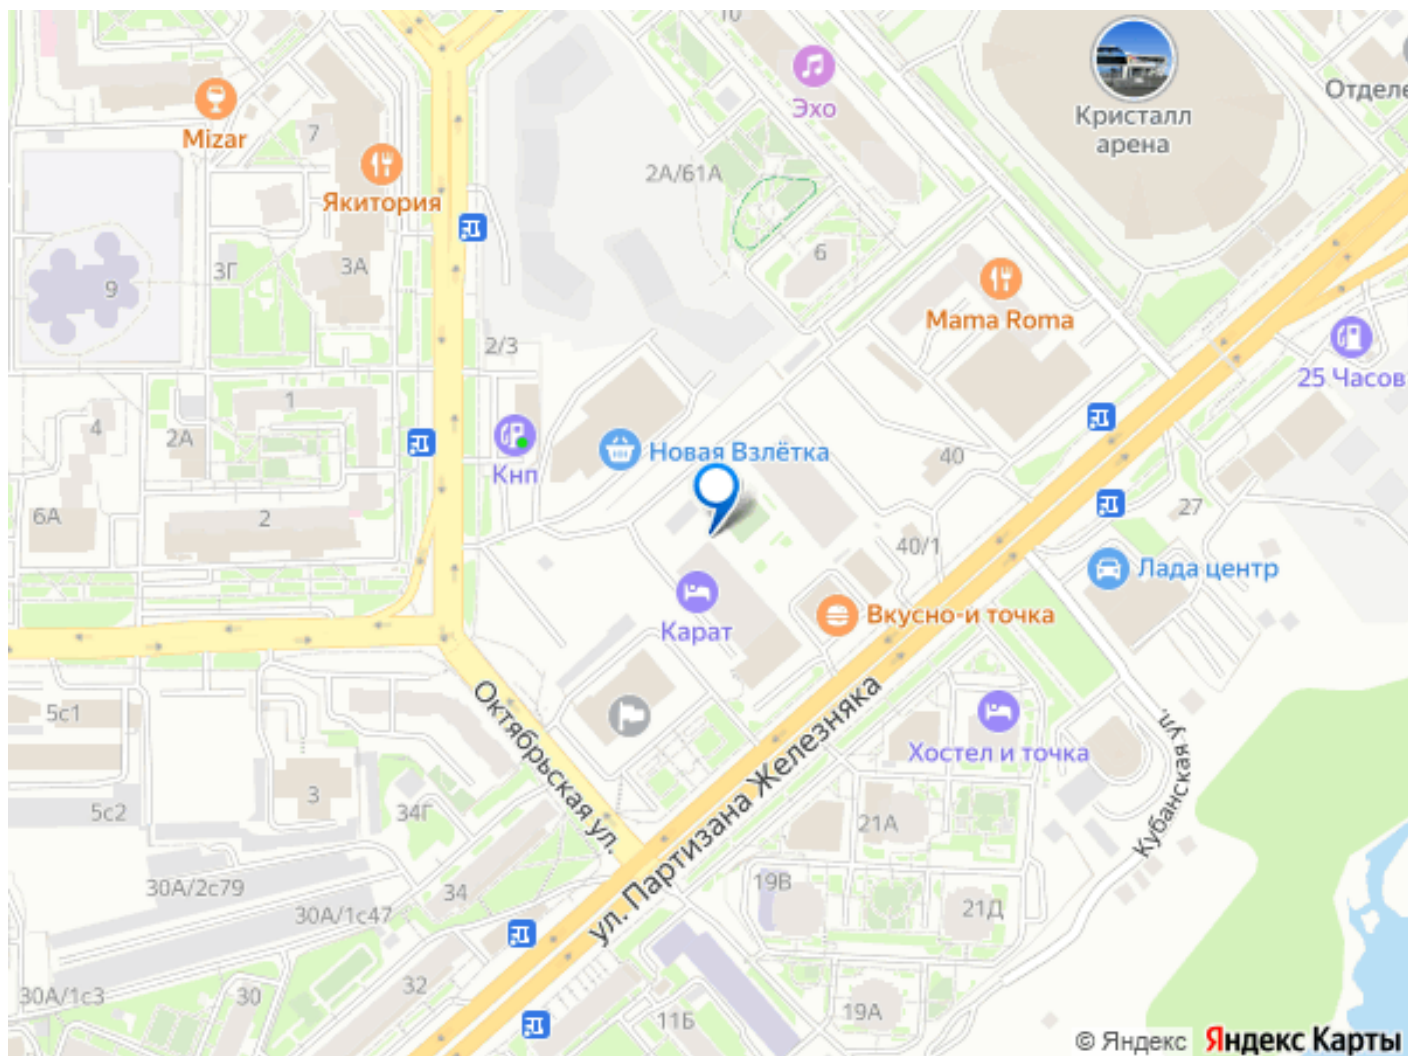 10
Эхо
Кристалл
арена
Отделе
Mizar
7
Якитория
2А/61А
6
3Г
3А
9
Mama Roma
2/3
25 Часов
1
4
2А
Кнп
Новая Взлётка
40
6А
2
27
40/1
Лада центр
Вкусно-и точка
Карат
5с1
Октябрьская ул.
ул. Партизана Железняка
Хостел и точка
Кубанская ул.
3
5с2
34Г
21А
30А/2с79
34
19В
30А/1с47
21Д
32
30А/1с3
30
11Б
19А
© Яндекс Яндекс Карты